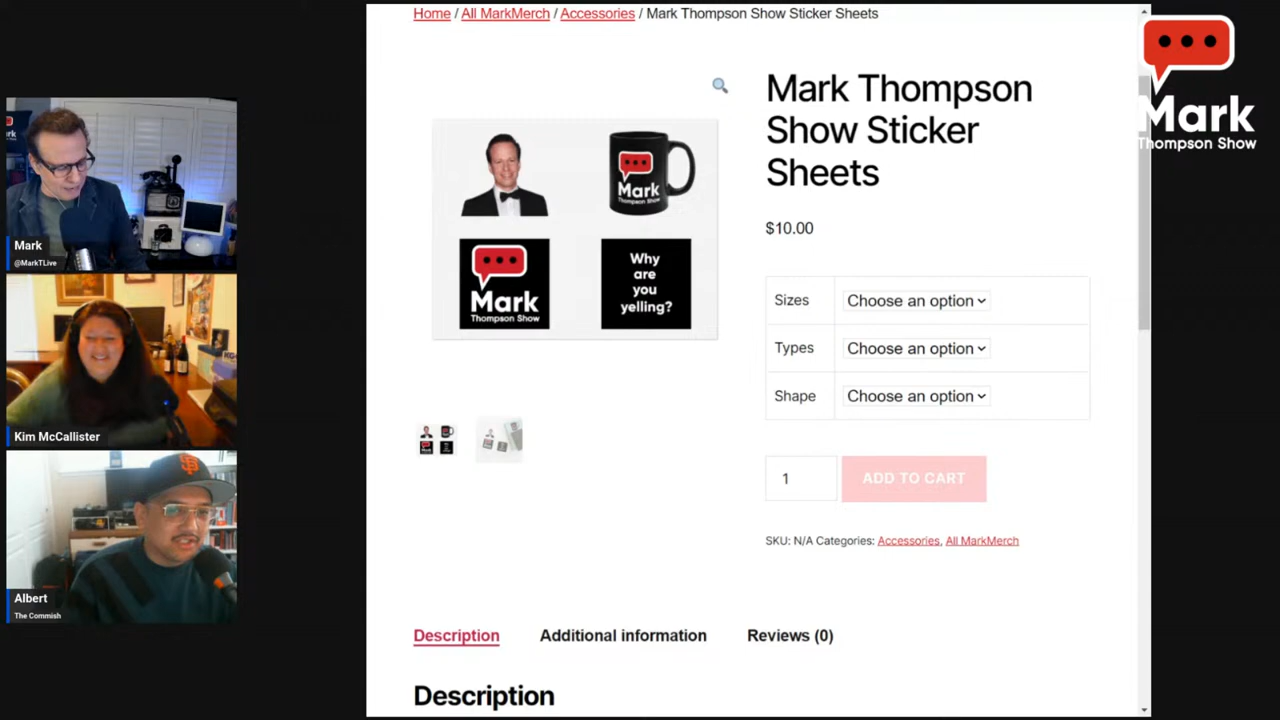 Home / All MarkMerch / Accessories / Mark Thompson Show Sticker Sheets
Mark
Thompson Show
Mark Thompson
Show Sticker
Sheets
$10.00
Mark
Thompson Show
Mark
Thompson Show
Why
are
you
yelling?
Sizes Choose an option
Types Choose an option
Shape Choose an option
1 ADD TO CART
SKU: N/A Categories: Accessories, All MarkMerch
Description Additional information Reviews (0)
Description
Mark
@MarkTLive
Kim McCallister
Albert
The Commish